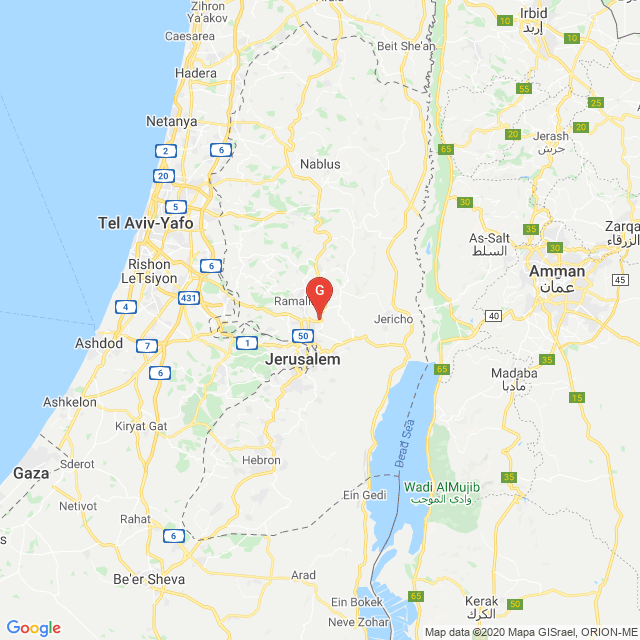 Zihron
Ya'akov
Irbid
إربد
10
10
Caesarea
Beit She'an
Hadera
55
25
Netanya
20
20
Jerash
جرش
2
6
65
Nablus
20
5
30
Tel Aviv-Yafo
35
Zarqa
الزرقاء
As-Salt
السلط
30
Rishon
LeTsiyon
6
Amman
عمان
45
431
Ramall
G
4
Jericho
40
50
Ashdod
7
1
Jerusalem
35
6
65
Madaba
مادبا
15
Ashkelon
Kiryat Gat
Dead Sea
Hebron
Gaza
Sderot
35
Wadi AlMujib
وادي الموجب
Ein Gedi
Netivot
Rahat
6
Be'er Sheva
Arad
65
Ein Bokek
Neve Zohar
Kerak
الكرك
50
Google
Map data ©2020 Mapa GISrael, ORION-ME